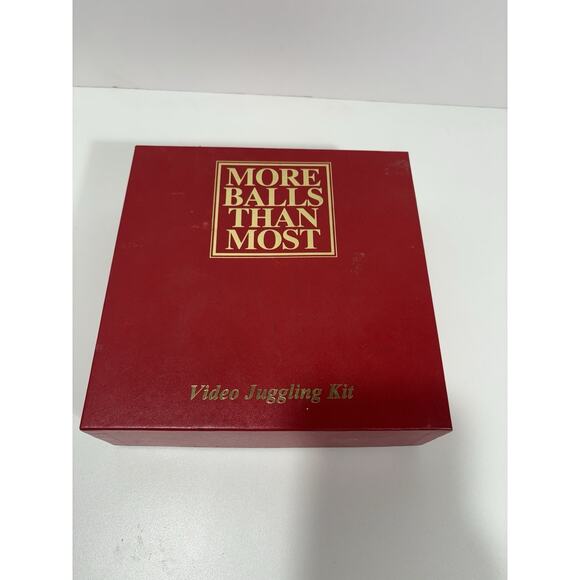 MORE
BALLS
THAN
MOST
Video Juggling Kit